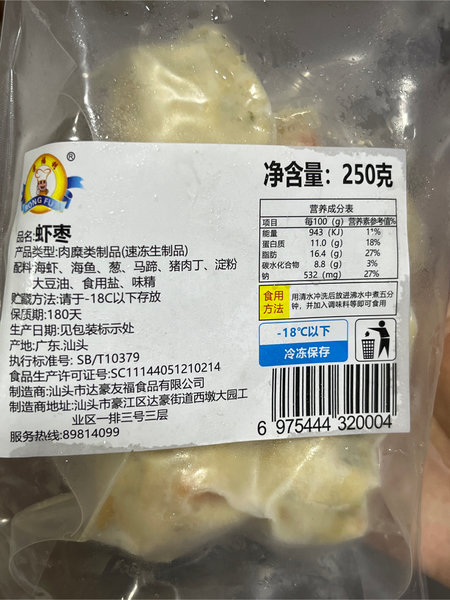 RONG FU
®
净含量：250克
品名:虾枣
产品类型:肉糜类制品(速冻生制品)
配料:海虾、海鱼、葱、马蹄、猪肉丁、淀粉
大豆油、食用盐、味精
贮藏方法:请于-18C以下存放
保质期:180天
生产日期:见包装标示处
产地:广东.汕头
执行标准号: SB/T10379
食品生产许可证号:SC11144051210214
制造商:汕头市达豪友福食品有限公司
制造商地址:汕头市濠江区达豪街道西墩大园工
业区一排三号三层
服务热线:89814099
营养成分表
项目 每100 (g) 营养素参考值%
能量 943 (KJ) 11%
蛋白质 11.0 (g) 18%
脂肪 16.4 (g) 27%
碳水化合物 8.8 (g) 3%
钠 532 (mg) 27%
食用
方法
用清水冲洗后放进沸水中煮五分
钟，并加入调味料等即可食用
-18℃以下
冷冻保存
6 975444 320004